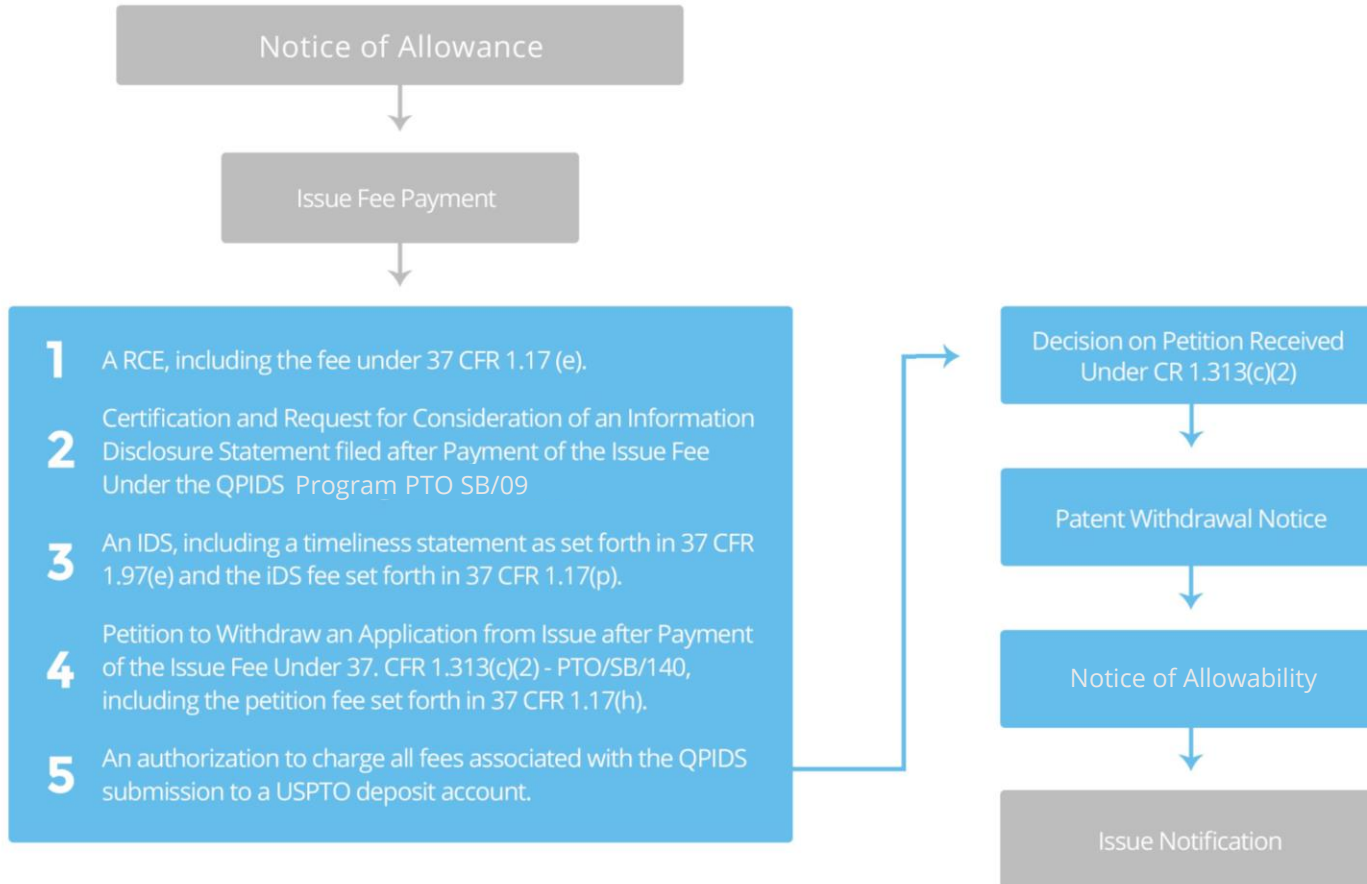 Notice of Allowance
Issue Fee Payment
1
A RCE, including the fee under 37 CFR 1.17 (e).
2
Certification and Request for Consideration of an Information
Disclosure Statement filed after Payment of the Issue Fee
Under the QPIDS Program PTO SB/09
3
An IDS, including a timeliness statement as set forth in 37 CFR
1.97(e) and the iDS fee set forth in 37 CFR 1.17(p).
4
Petition to Withdraw an Application from Issue after Payment
of the Issue Fee Under 37. CFR 1.313(c)(2) - PTO/SB/140,
including the petition fee set forth in 37 CFR 1.17(h).
5
An authorization to charge all fees associated with the QPIDS
submission to a USPTO deposit account.
Decision on Petition Received
Under CR 1.313(c)(2)
Patent Withdrawal Notice
Notice of Allowability
Issue Notification